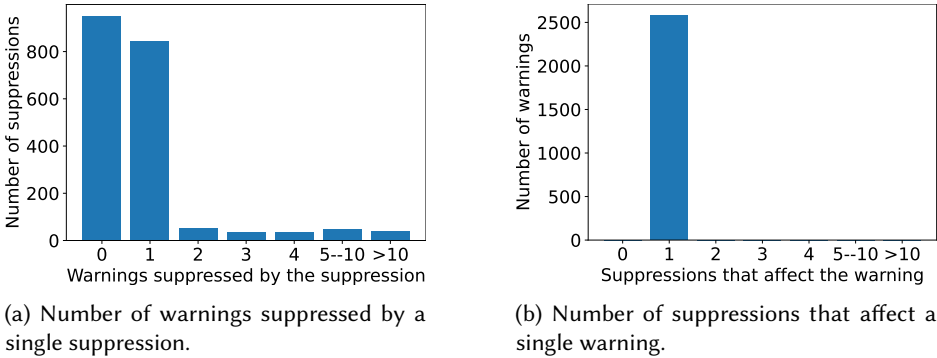 800
600
400
200
0
Number of suppressions
0 1 2 3 4 5--10 >10
Warnings suppressed by the suppression
(a) Number of warnings suppressed by a
single suppression.
2500
2000
1500
1000
500
0
Number of warnings
0 1 2 3 4 5--10 >10
Suppressions that affect the warning
(b) Number of suppressions that affect a
single warning.